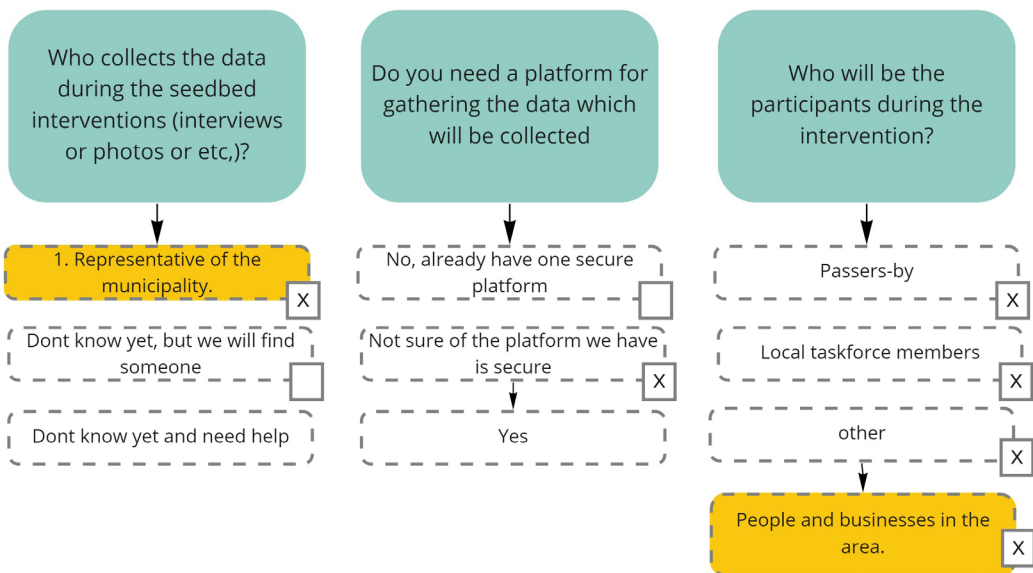 Who collects the data
during the seedbed
interventions (interviews
or photos or etc,)?
1. Representative of the
municipality.
X
Dont know yet, but we will find
someone
Dont know yet and need help
Do you need a platform for
gathering the data which
will be collected
No, already have one secure
platform
Not sure of the platform we have
is secure
X
Yes
Who will be the
participants during the
intervention?
Passers-by
X
Local taskforce members
X
other
X
People and businesses in the
area.
X